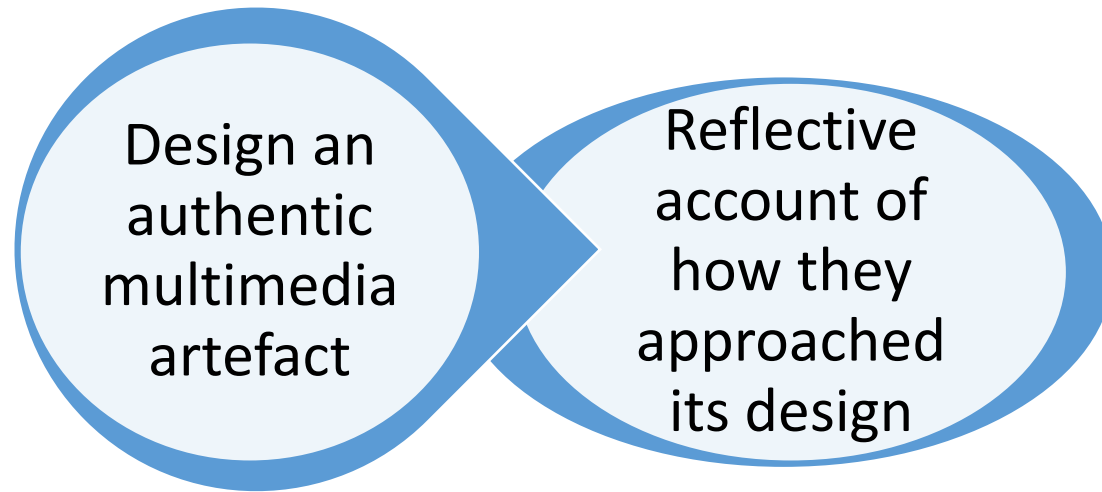 Design an
authentic
multimedia
artefact
Reflective
account of
how they
approached
its design